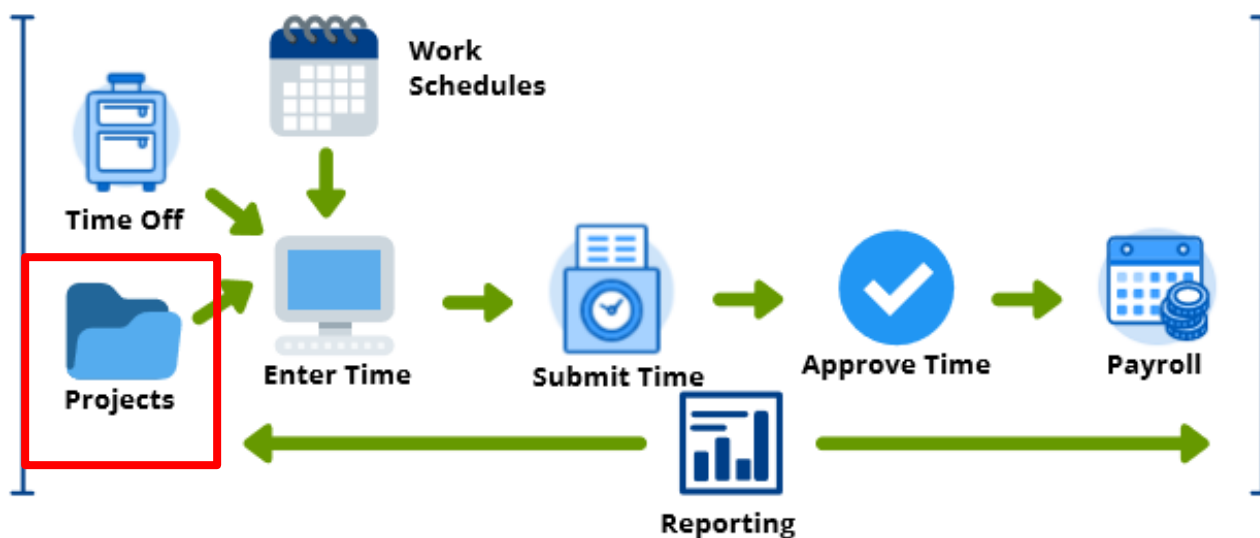 Work
Schedules
Time Off
Projects
Enter Time
Submit Time
Approve Time
Payroll
Reporting